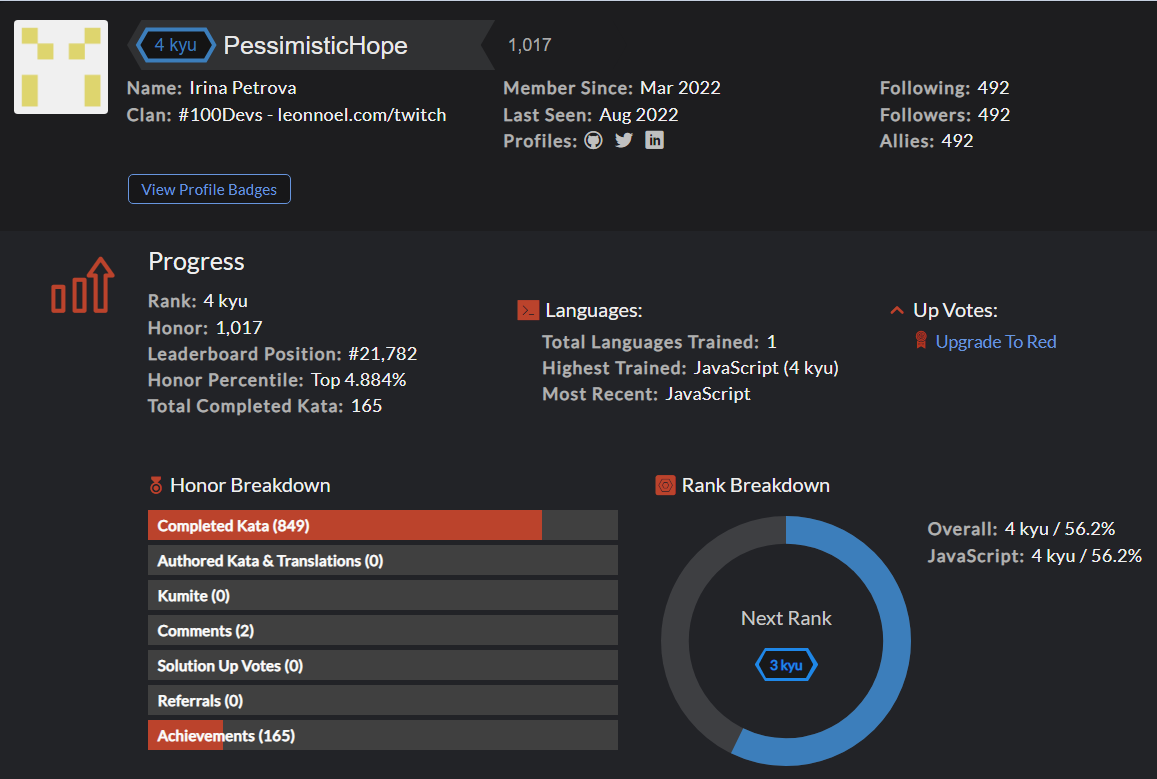 4 kyu PessimisticHope 1,017
Name: Irina Petrova
Clan: #100Devs - leonnoel.com/twitch
Member Since: Mar 2022
Last Seen: Aug 2022
Profiles: in
Following: 492
Followers: 492
Allies: 492
View Profile Badges
Progress
Rank: 4 kyu
Honor: 1,017
Leaderboard Position: #21,782
Honor Percentile: Top 4.884%
Total Completed Kata: 165
>_ Languages:
Total Languages Trained: 1
Highest Trained: JavaScript (4 kyu)
Most Recent: JavaScript
Up Votes:
Upgrade To Red
Honor Breakdown
Completed Kata (849)
Authored Kata & Translations (0)
Kumite (0)
Comments (2)
Solution Up Votes (0)
Referrals (0)
Achievements (165)
Rank Breakdown
Next Rank
3 kyu
Overall: 4 kyu / 56.2%
JavaScript: 4 kyu / 56.2%